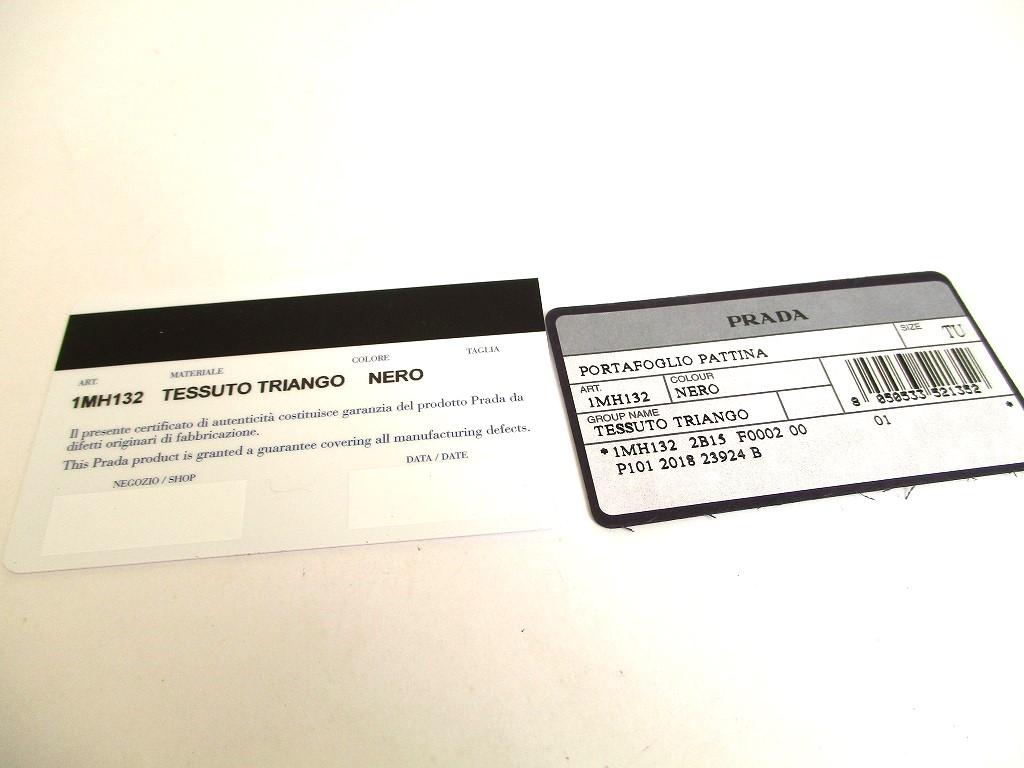 ART. MATERIALE COLORE TAGLIA
1MH132 TESSUTO TRIANGO NERO
Il presente certificato di autenticità costituisce garanzia del prodotto Prada da
difetti originari di fabbricazione.
This Prada product is granted a guarantee covering all manufacturing defects.
NEGOZIO / SHOP DATA / DATE
PRADA
PORTAFOGLIO PATTINA SIZE TU
ART. COLOUR
1MH132 NERO
8 858533 521352
GROUP NAME
TESSUTO TRIANGO
* 1MH132 2B15 F0002 00 01 *
P101 2018 23924 B